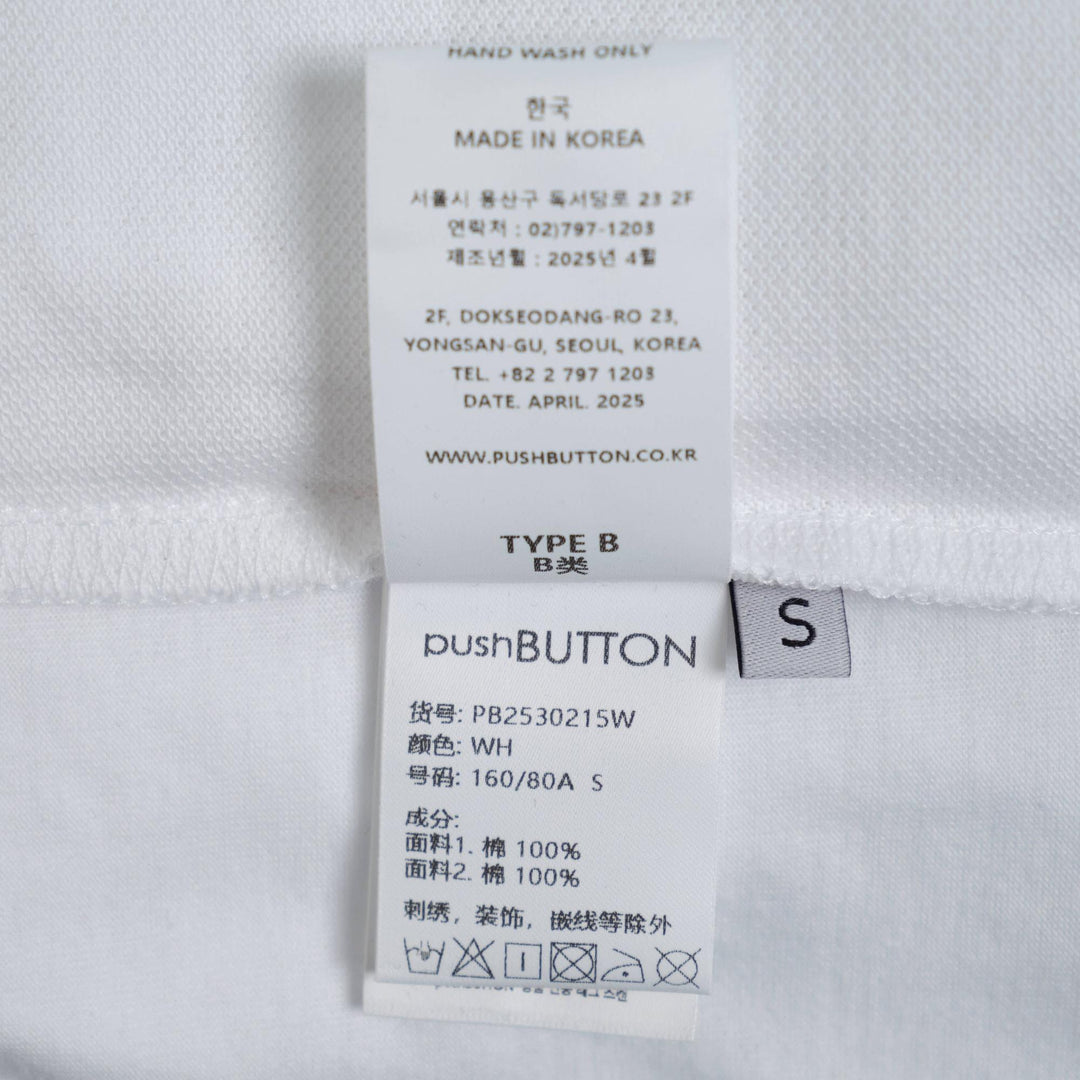 HAND WASH ONLY
한국
MADE IN KOREA
서울시 용산구 독서당로 23 2F
연락처 : 02)797-1203
제조년월 : 2025년 4월
2F, DOKSEODANG-RO 23,
YONGSAN-GU, SEOUL, KOREA
TEL. +82 2 797 1203
DATE. APRIL. 2025
WWW.PUSHBUTTON.CO.KR
TYPE B
B类
pushBUTTON
S
货号: PB2530215W
颜色: WH
号码: 160/80A S
成分:
面料1. 棉 100%
面料2. 棉 100%
刺绣, 装饰, 嵌线等除外